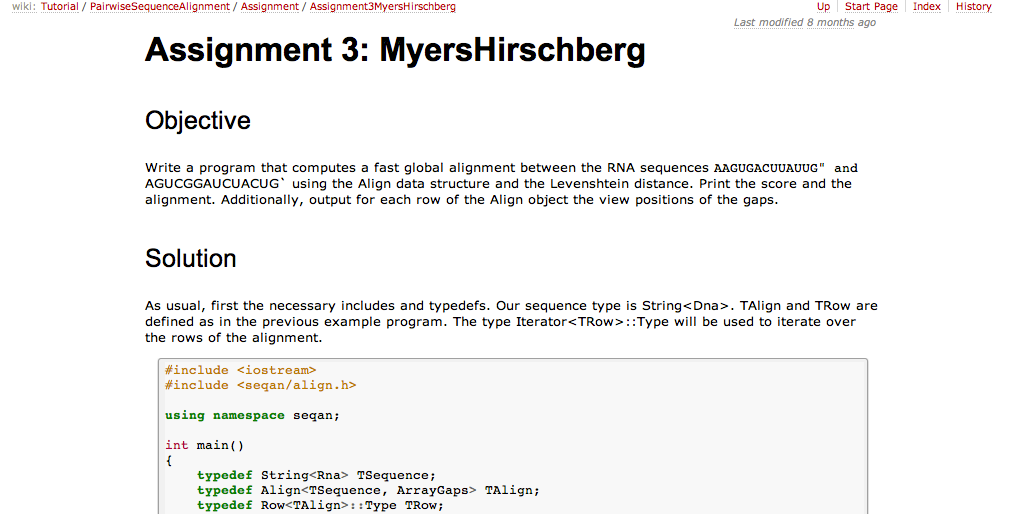 wiki: Tutorial / PairwiseSequenceAlignment / Assignment / Assignment3MyersHirschberg
Up | Start Page | Index | History
Last modified 8 months ago
Assignment 3: MyersHirschberg
Objective
Write a program that computes a fast global alignment between the RNA sequences AAGUGACUUAUUG" and
AGUCGGAUCUACUG` using the Align data structure and the Levenshtein distance. Print the score and the
alignment. Additionally, output for each row of the Align object the view positions of the gaps.
Solution
As usual, first the necessary includes and typedefs. Our sequence type is String<Dna>. TAlign and TRow are
defined as in the previous example program. The type Iterator<TRow>::Type will be used to iterate over
the rows of the alignment.
#include <iostream>
#include <seqan/align.h>
using namespace seqan;
int main()
{
    typedef String<Rna> TSequence;
    typedef Align<TSequence, ArrayGaps> TAlign;
    typedef Row<TAlign>::Type TRow;